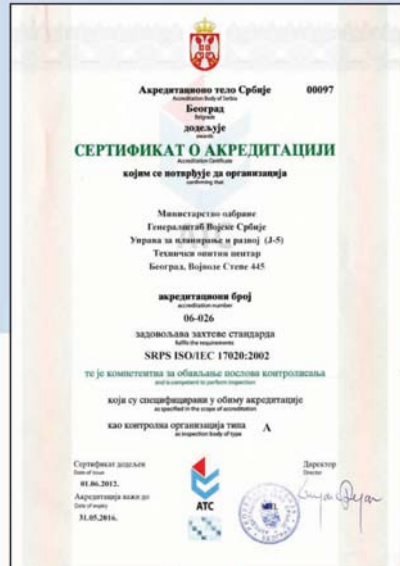 Акредитационо тело Србије 00097
Accreditation Body of Serbia
Београд
Belgrade
додељује
awards
СЕРТИФИКАТ О АКРЕДИТАЦИЈИ
Accreditation Certificate
којим се потврђује да организација
confirming that
Министарство одбране
Генералштаб Војске Србије
Управа за планирање и развој (Ј-5)
Технички опитни центар
Београд, Војводе Степе 445
акредитациони број
accreditation number
06-026
задовољава захтеве стандарда
fulfils the requirements
SRPS ISO/IEC 17020:2002
те је компетентна за обављање послова контролисања
and is competent to perform inspection
који су специфицирани у обиму акредитације
as specified in the scope of accreditation
као контролна организација типа A
as inspection body of type
Сертификат додељен
Date of issue
01.06.2012.
Акредитација важи до
Date of expiry
31.05.2016.
АТС
Директор
Director